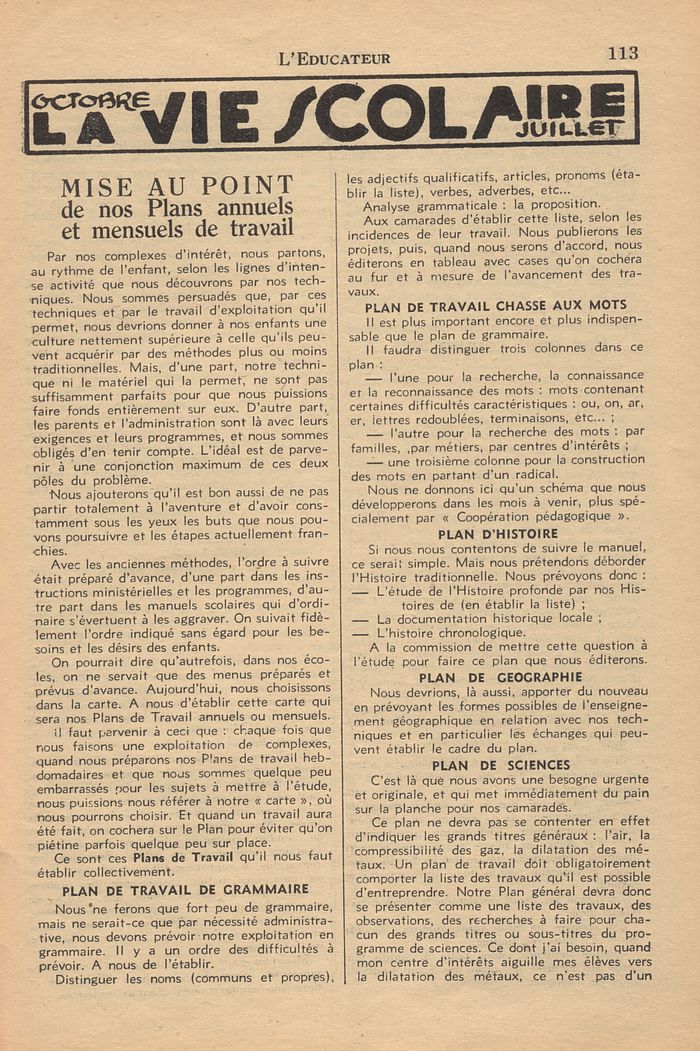 L'EDUCATEUR
113
OCTOBRE
LA VIE SCOLAIRE
JUILLET
MISE AU POINT
de nos Plans annuels
et mensuels de travail
Par nos complexes d'intérêt, nous partons,
au rythme de l'enfant, selon les lignes d'inten-
se activité que nous découvrons par nos tech-
niques. Nous sommes persuadés que, par ces
techniques et par le travail d'exploitation qu'il
permet, nous devrions donner à nos enfants une
culture nettement supérieure à celle qu'ils peu-
vent acquérir par des méthodes plus ou moins
traditionnelles. Mais, d'une part, notre techni-
que ni le matériel qui la permet, ne sont pas
suffisamment parfaits pour que nous puissions
faire fonds entièrement sur eux. D'autre part,
les parents et l'administration sont là avec leurs
exigences et leurs programmes, et nous sommes
obligés d'en tenir compte. L'idéal est de parve-
nir à une conjonction maximum de ces deux
pôles du problème.
Nous ajouterons qu'il est bon aussi de ne pas
partir totalement à l'aventure et d'avoir cons-
tamment sous les yeux les buts que nous pou-
vons poursuivre et les étapes actuellement fran-
chies.
Avec les anciennes méthodes, l'ordre à suivre
était préparé d'avance, d'une part dans les ins-
tructions ministérielles et les programmes, d'au-
tre part dans les manuels scolaires qui d'ordi-
naire s'évertuent à les aggraver. On suivait fidè-
lement l'ordre indiqué sans égard pour les be-
soins et les désirs des enfants.
On pourrait dire qu'autrefois, dans nos éco-
les, on ne servait que des menus préparés et
prévus d'avance. Aujourd'hui, nous choisissons
dans la carte. A nous d'établir cette carte qui
sera nos Plans de Travail annuels ou mensuels.
il faut parvenir à ceci que : chaque fois que
nous faisons une exploitation de complexes,
quand nous préparons nos Plans de travail heb-
domadaires et que nous sommes quelque peu
embarrassés pour les sujets à mettre à l'étude,
nous puissions nous référer à notre « carte », où
nous pourrons choisir. Et quand un travail aura
été fait, on cochera sur le Plan pour éviter qu'on
piétine parfois quelque peu sur place.
Ce sont ces Plans de Travail qu'il nous faut
établir collectivement.
PLAN DE TRAVAIL DE GRAMMAIRE
Nous ne ferons que fort peu de grammaire,
mais ne serait-ce que par nécessité administra-
tive, nous devons prévoir notre exploitation en
grammaire. Il y a un ordre des difficultés à
prévoir. A nous de l'établir.
Distinguer les noms (communs et propres),
les adjectifs qualificatifs, articles, pronoms (éta-
blir la liste), verbes, adverbes, etc...
Analyse grammaticale : la proposition.
Aux camarades d'établir cette liste, selon les
incidences de leur travail. Nous publierons les
projets, puis, quand nous serons d'accord, nous
éditerons en tableau avec cases qu'on cochera
au fur et à mesure de l'avancement des tra-
vaux.
PLAN DE TRAVAIL CHASSE AUX MOTS
Il est plus important encore et plus indispen-
sable que le plan de grammaire.
Il faudra distinguer trois colonnes dans ce
plan :
— l'une pour la recherche, la connaissance
et la reconnaissance des mots : mots contenant
certaines difficultés caractéristiques : ou, on, ar,
er, lettres redoublées, terminaisons, etc... ;
— l'autre pour la recherche des mots : par
familles, ,par métiers, par centres d'intérêts ;
— une troisième colonne pour la construction
des mots en partant d'un radical.
Nous ne donnons ici qu'un schéma que nous
développerons dans les mois à venir, plus spé-
cialement par « Coopération pédagogique ».
PLAN D'HISTOIRE
Si nous nous contentons de suivre le manuel,
ce serait simple. Mais nous prétendons déborder
l'Histoire traditionnelle. Nous prévoyons donc :
— L'étude de l'Histoire profonde par nos His-
toires de (en établir la liste) ;
— La documentation historique locale ;
— L'histoire chronologique.
A la commission de mettre cette question à
l'étude pour faire ce plan que nous éditerons.
PLAN DE GEOGRAPHIE
Nous devrions, là aussi, apporter du nouveau
en prévoyant les formes possibles de l'enseigne-
ment géographique en relation avec nos tech-
niques et en particulier les échanges qui peu-
vent établir le cadre du plan.
PLAN DE SCIENCES
C'est là que nous avons une besogne urgente
et originale, et qui met immédiatement du pain
sur la planche pour nos camarades.
Ce plan ne devra pas se contenter en effet
d'indiquer les grands titres généraux : l'air, la
compressibilité des gaz, la dilatation des mé-
taux. Un plan de travail doit obligatoirement
comporter la liste des travaux qu'il est possible
d'entreprendre. Notre Plan général devra donc
se présenter comme une liste des travaux, des
observations, des recherches à faire pour cha-
cun des grands titres ou sous-titres du pro-
gramme de sciences. Ce dont j'ai besoin, quand
mon centre d'intérêts aiguille mes élèves vers
la dilatation des métaux, ce n'est pas d'un